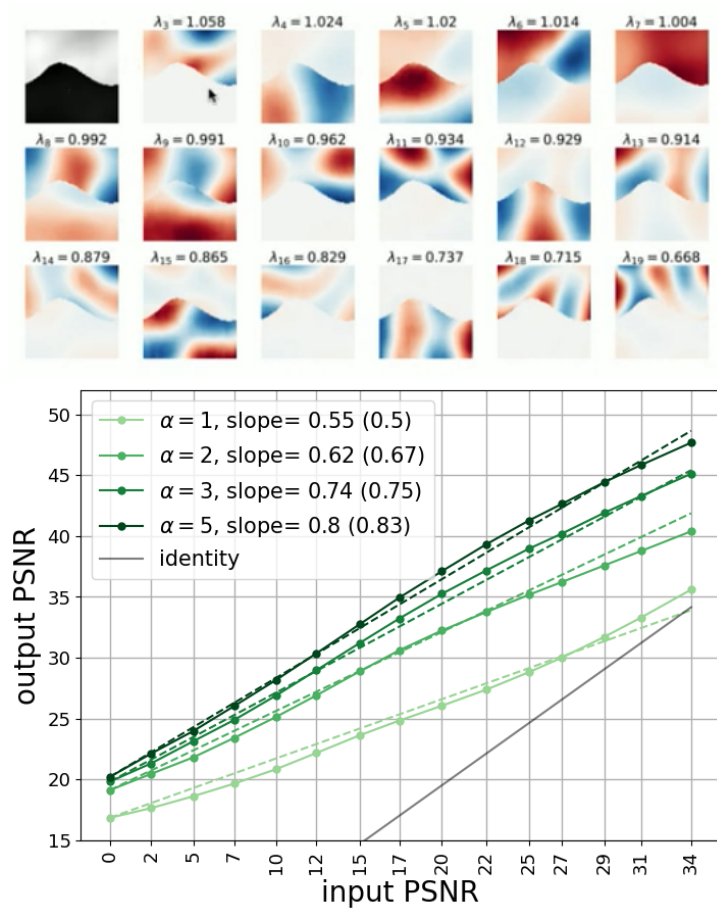 λ3 = 1.058 λ4 = 1.024 λ5 = 1.02 λ6 = 1.014 λ7 = 1.004
λ8 = 0.992 λ9 = 0.991 λ10 = 0.962 λ11 = 0.934 λ12 = 0.929 λ13 = 0.914
λ14 = 0.879 λ15 = 0.865 λ16 = 0.829 λ17 = 0.737 λ18 = 0.715 λ19 = 0.668
α = 1, slope= 0.55 (0.5)
α = 2, slope= 0.62 (0.67)
α = 3, slope= 0.74 (0.75)
α = 5, slope= 0.8 (0.83)
identity
output PSNR
50
45
40
35
30
25
20
15
0 2 5 7 10 12 15 17 20 22 25 27 29 31 34
input PSNR